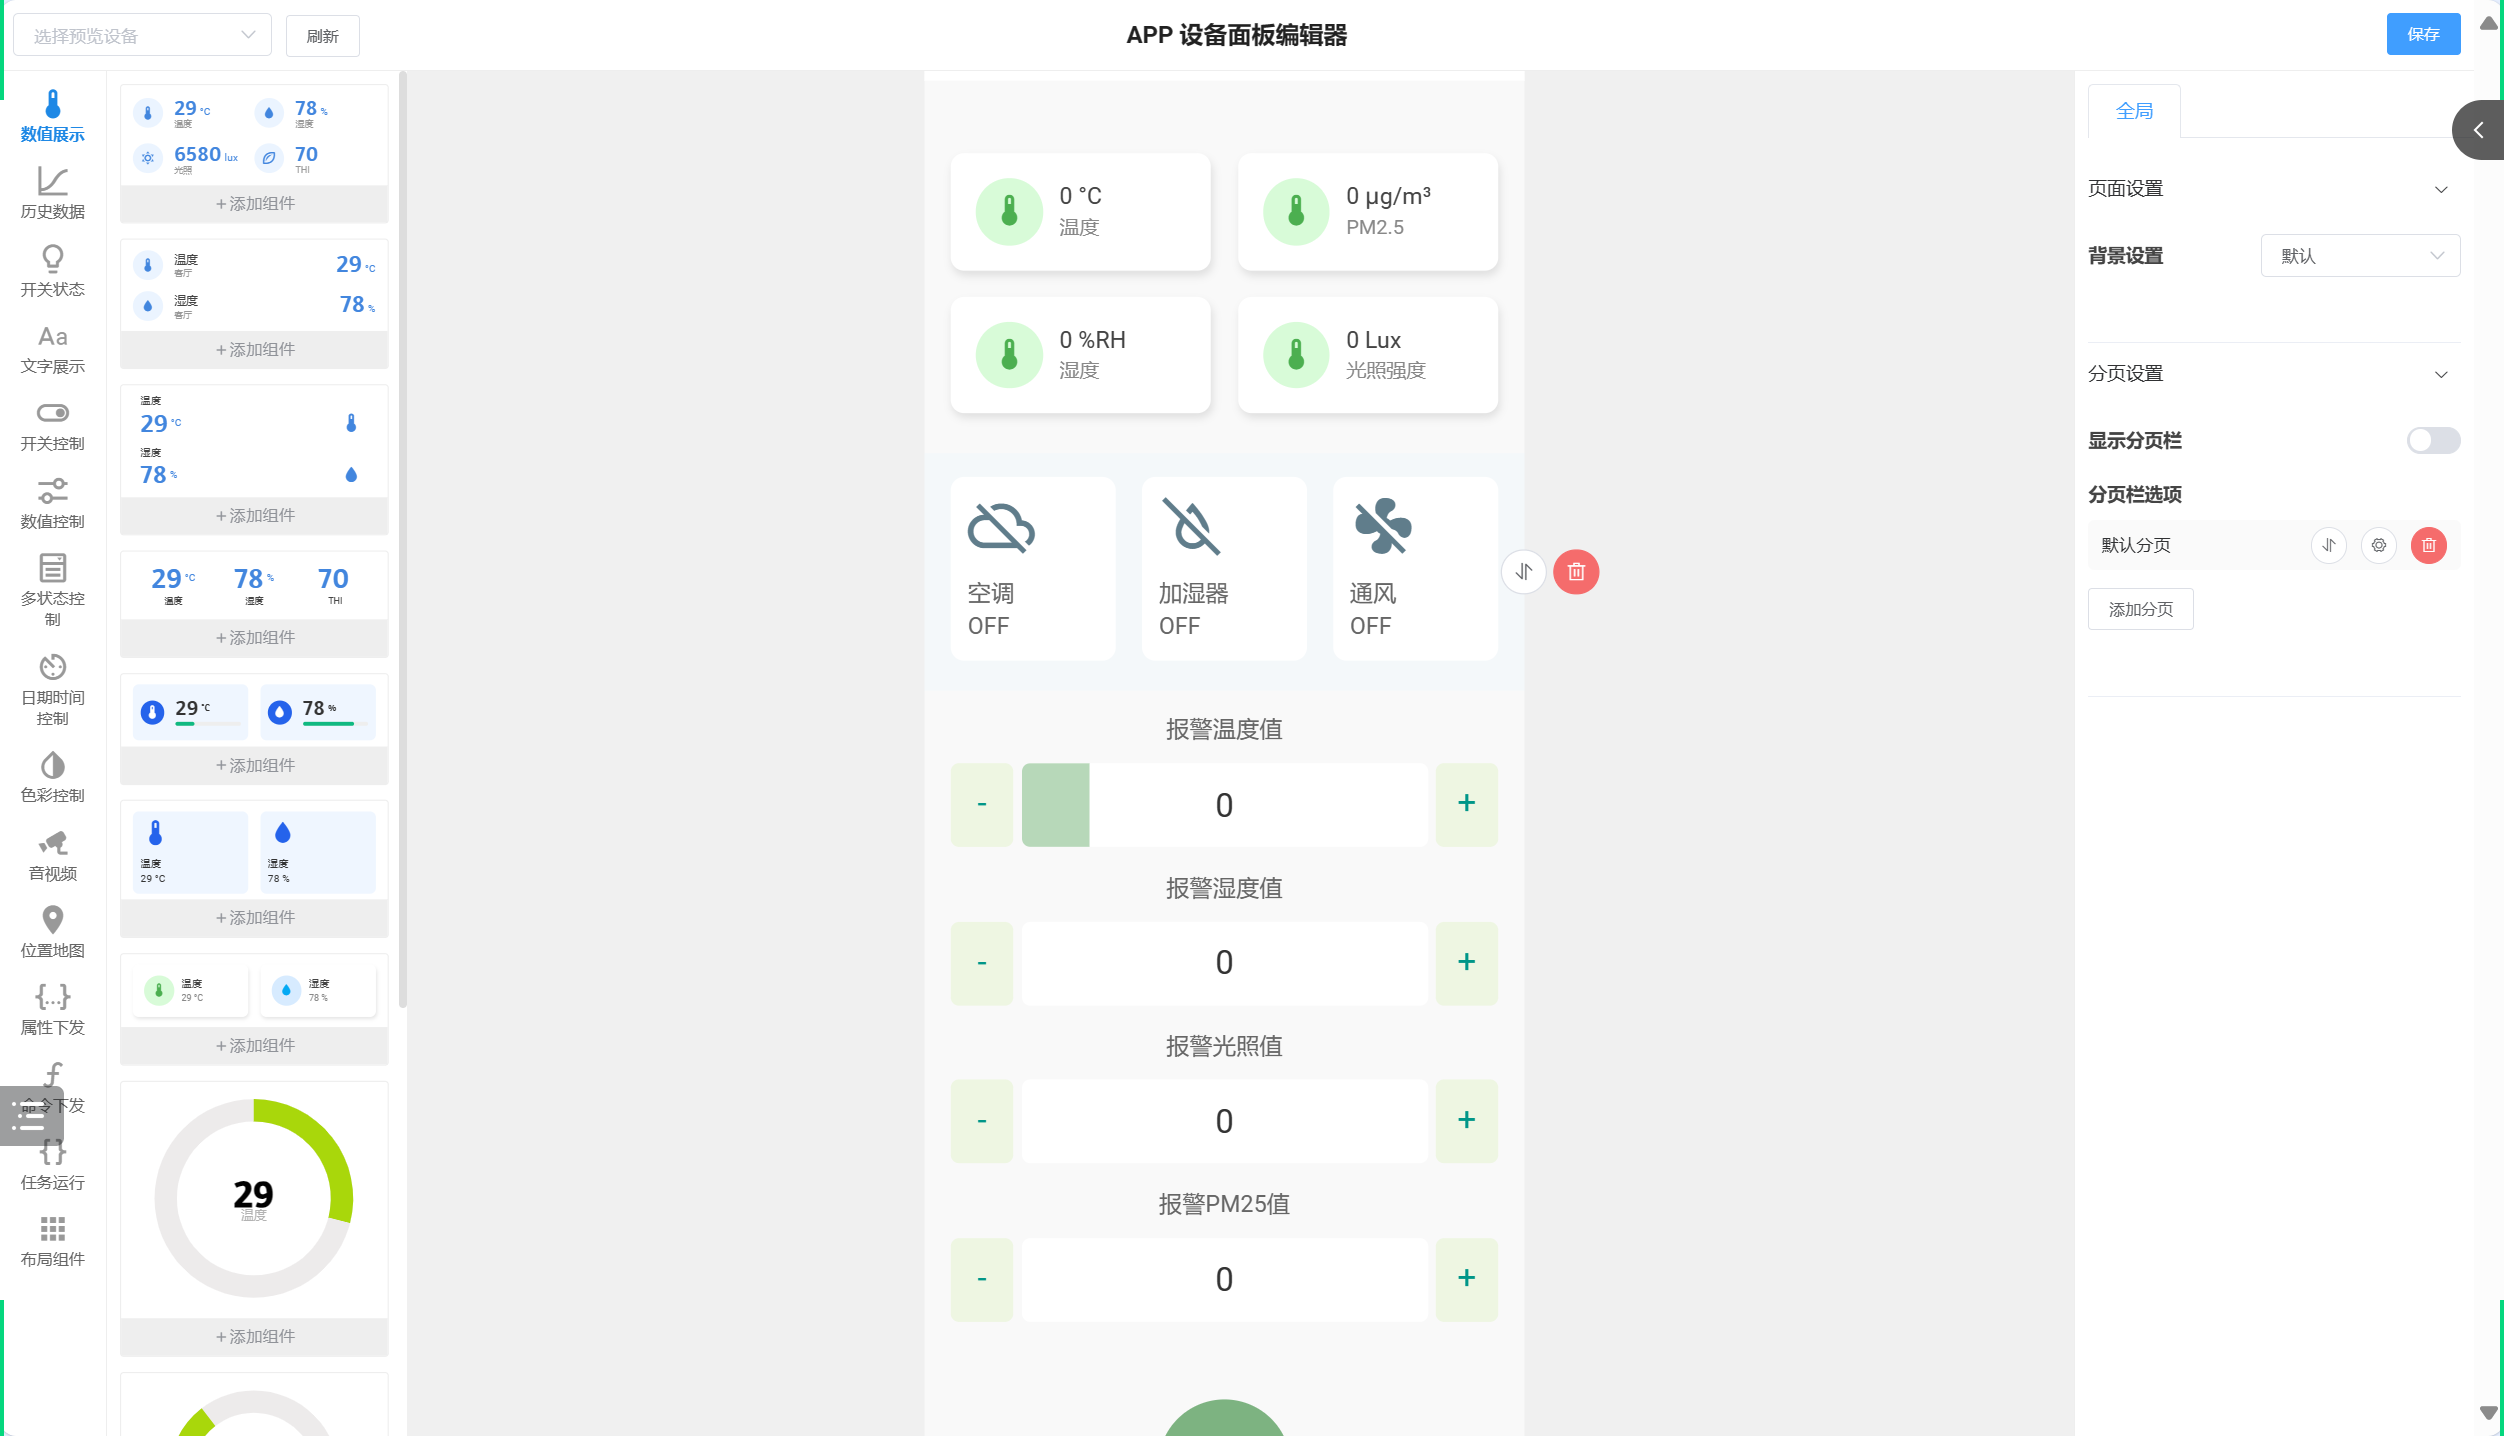 选择预览设备
刷新
APP 设备面板编辑器
保存
数值展示
历史数据
开关状态
Aa
文字展示
开关控制
数值控制
多状态控
制
日期时间
控制
色彩控制
音视频
位置地图
{...}
属性下发
命令下发
{ }
任务运行
布局组件
29 °C
温度
78 %
湿度
6580 lux
光照
70
THI
+ 添加组件
温度
客厅
29 °C
湿度
客厅
78 %
+ 添加组件
温度
29 °C
湿度
78 %
+ 添加组件
29 °C
温度
78 %
湿度
70
THI
+ 添加组件
29 °C
78 %
+ 添加组件
温度
29 °C
湿度
78 %
+ 添加组件
温度
29 °C
湿度
78 %
+ 添加组件
29
温度
+ 添加组件
0 °C
温度
0 μg/m³
PM2.5
0 %RH
湿度
0 Lux
光照强度
空调
OFF
加湿器
OFF
通风
OFF
报警温度值
- 0 +
报警湿度值
- 0 +
报警光照值
- 0 +
报警PM25值
- 0 +
全局
页面设置
背景设置
默认
分页设置
显示分页栏
分页栏选项
默认分页
添加分页